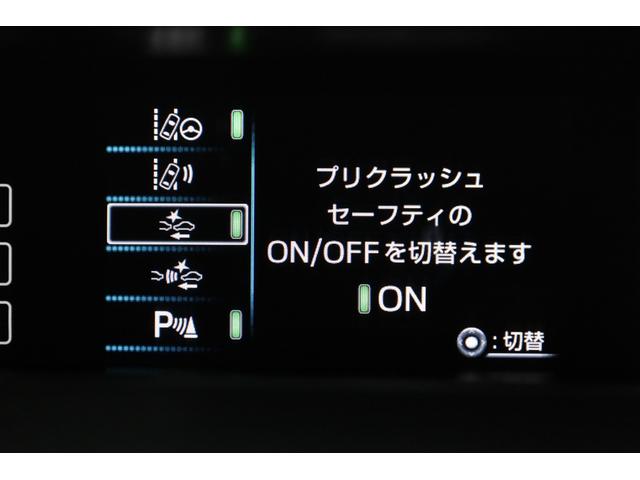 プリクラッシュ
セーフティの
ON/OFFを切替えます
ON
P
:切替